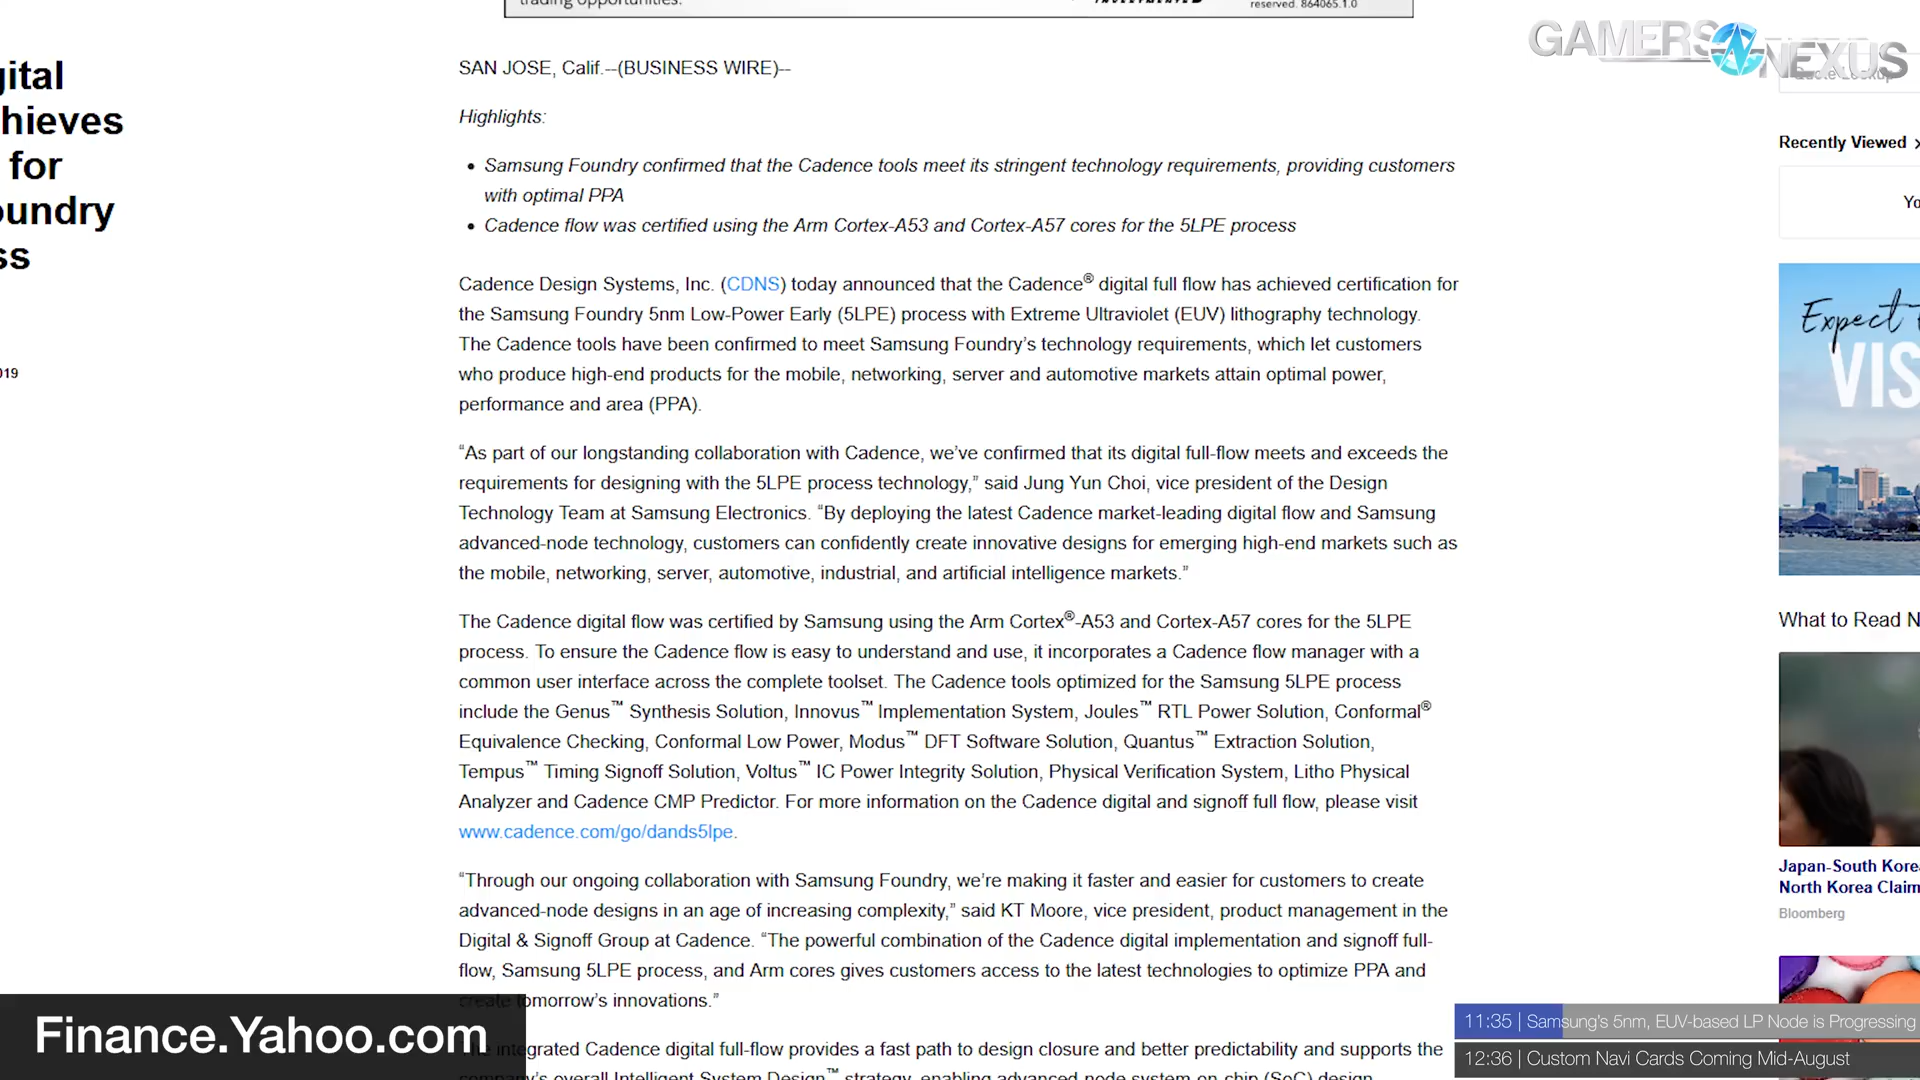 trading opportunities.
reserved. 864065.1.0
GAMERS NEXUS
Quote Lookup
gital
hieves
for
oundry
ss
019
SAN JOSE, Calif.--(BUSINESS WIRE)--
Highlights:
• Samsung Foundry confirmed that the Cadence tools meet its stringent technology requirements, providing customers
with optimal PPA
• Cadence flow was certified using the Arm Cortex-A53 and Cortex-A57 cores for the 5LPE process
Cadence Design Systems, Inc. (CDNS) today announced that the Cadence® digital full flow has achieved certification for
the Samsung Foundry 5nm Low-Power Early (5LPE) process with Extreme Ultraviolet (EUV) lithography technology.
The Cadence tools have been confirmed to meet Samsung Foundry’s technology requirements, which let customers
who produce high-end products for the mobile, networking, server and automotive markets attain optimal power,
performance and area (PPA).
“As part of our longstanding collaboration with Cadence, we’ve confirmed that its digital full-flow meets and exceeds the
requirements for designing with the 5LPE process technology,” said Jung Yun Choi, vice president of the Design
Technology Team at Samsung Electronics. “By deploying the latest Cadence market-leading digital flow and Samsung
advanced-node technology, customers can confidently create innovative designs for emerging high-end markets such as
the mobile, networking, server, automotive, industrial, and artificial intelligence markets.”
The Cadence digital flow was certified by Samsung using the Arm Cortex®-A53 and Cortex-A57 cores for the 5LPE
process. To ensure the Cadence flow is easy to understand and use, it incorporates a Cadence flow manager with a
common user interface across the complete toolset. The Cadence tools optimized for the Samsung 5LPE process
include the Genus™ Synthesis Solution, Innovus™ Implementation System, Joules™ RTL Power Solution, Conformal®
Equivalence Checking, Conformal Low Power, Modus™ DFT Software Solution, Quantus™ Extraction Solution,
Tempus™ Timing Signoff Solution, Voltus™ IC Power Integrity Solution, Physical Verification System, Litho Physical
Analyzer and Cadence CMP Predictor. For more information on the Cadence digital and signoff full flow, please visit
www.cadence.com/go/dands5lpe.
“Through our ongoing collaboration with Samsung Foundry, we’re making it faster and easier for customers to create
advanced-node designs in an age of increasing complexity,” said KT Moore, vice president, product management in the
Digital & Signoff Group at Cadence. “The powerful combination of the Cadence digital implementation and signoff full-
flow, Samsung 5LPE process, and Arm cores gives customers access to the latest technologies to optimize PPA and
create tomorrow’s innovations.”
The integrated Cadence digital full-flow provides a fast path to design closure and better predictability and supports the
company’s overall Intelligent System Design™ strategy, enabling advanced-node system-on-chip (SoC) design
Recently Viewed >
Yo
Expect
VIS
What to Read N
Japan-South Korea
North Korea Claim
Bloomberg
Finance.Yahoo.com
11:35 | Samsung's 5nm, EUV-based LP Node is Progressing
12:36 | Custom Navi Cards Coming Mid-August